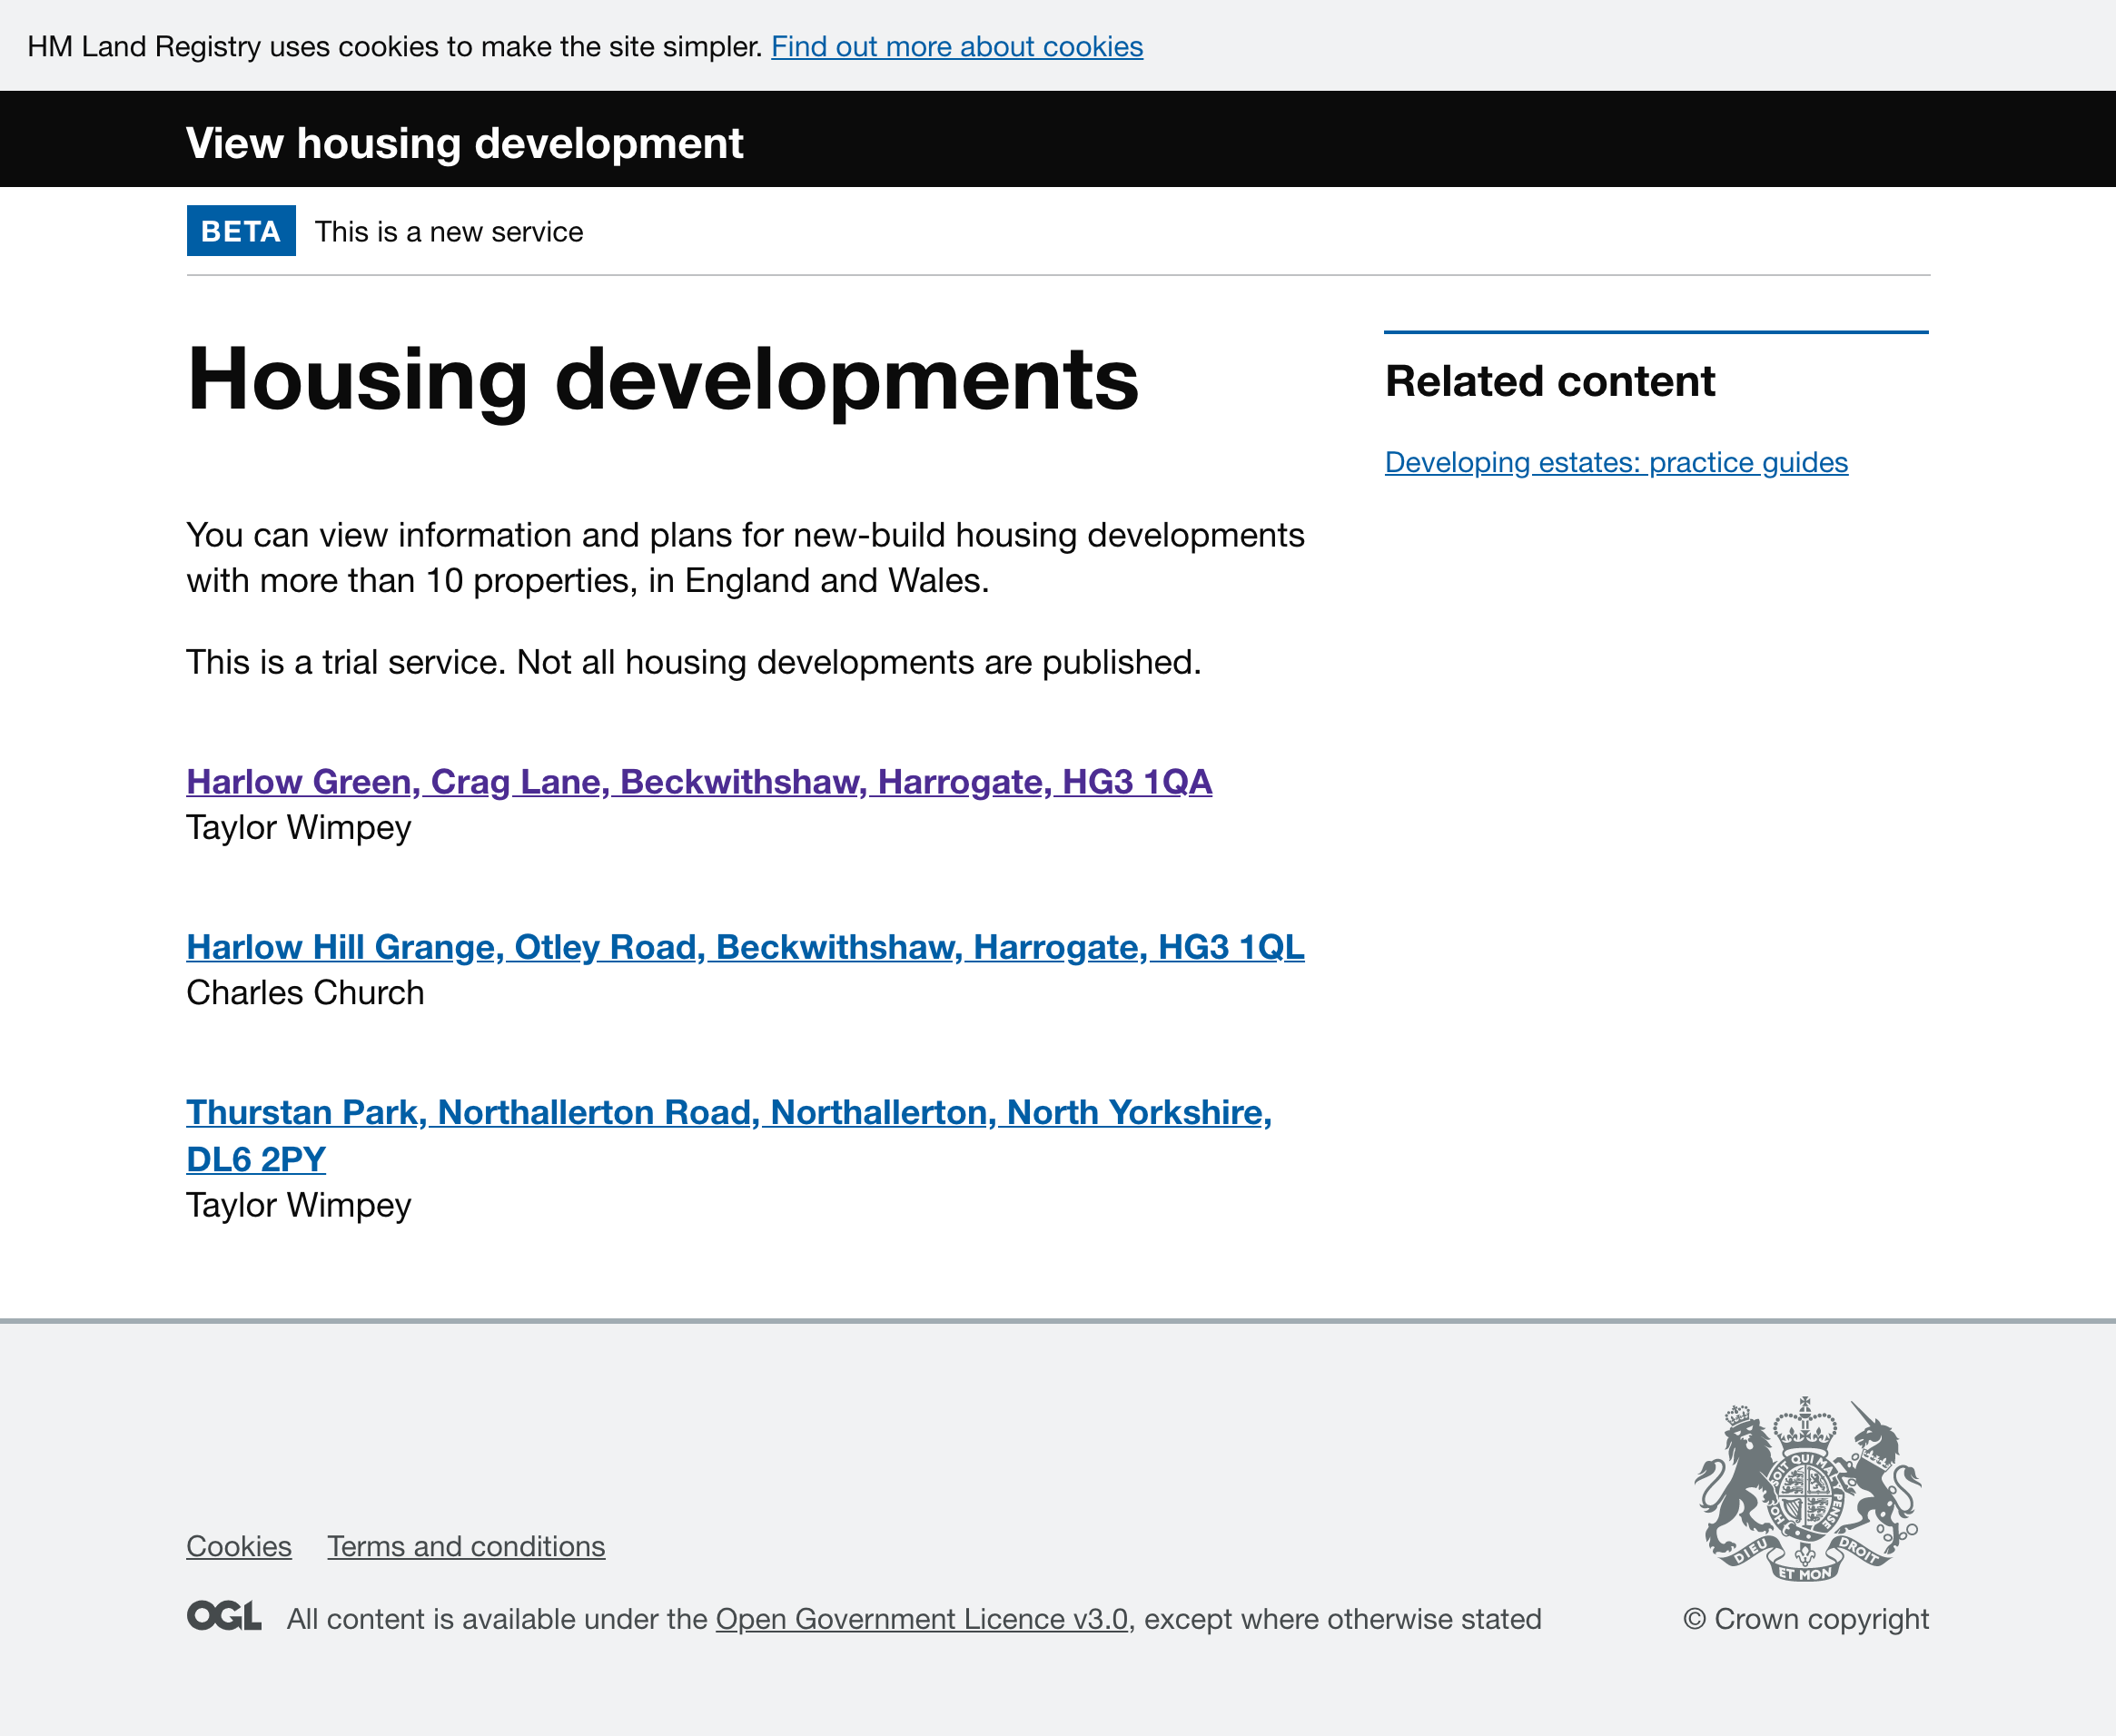 HM Land Registry uses cookies to make the site simpler. Find out more about cookies
View housing development
BETA This is a new service
Housing developments
You can view information and plans for new-build housing developments
with more than 10 properties, in England and Wales.
This is a trial service. Not all housing developments are published.
Harlow Green, Crag Lane, Beckwithshaw, Harrogate, HG3 1QA
Taylor Wimpey
Harlow Hill Grange, Otley Road, Beckwithshaw, Harrogate, HG3 1QL
Charles Church
Thurstan Park, Northallerton Road, Northallerton, North Yorkshire,
DL6 2PY
Taylor Wimpey
Related content
Developing estates: practice guides
Cookies Terms and conditions
OGL All content is available under the Open Government Licence v3.0, except where otherwise stated
SOIT QUI MAL Y PENSE
HON
DIEU ET MON DROIT
© Crown copyright